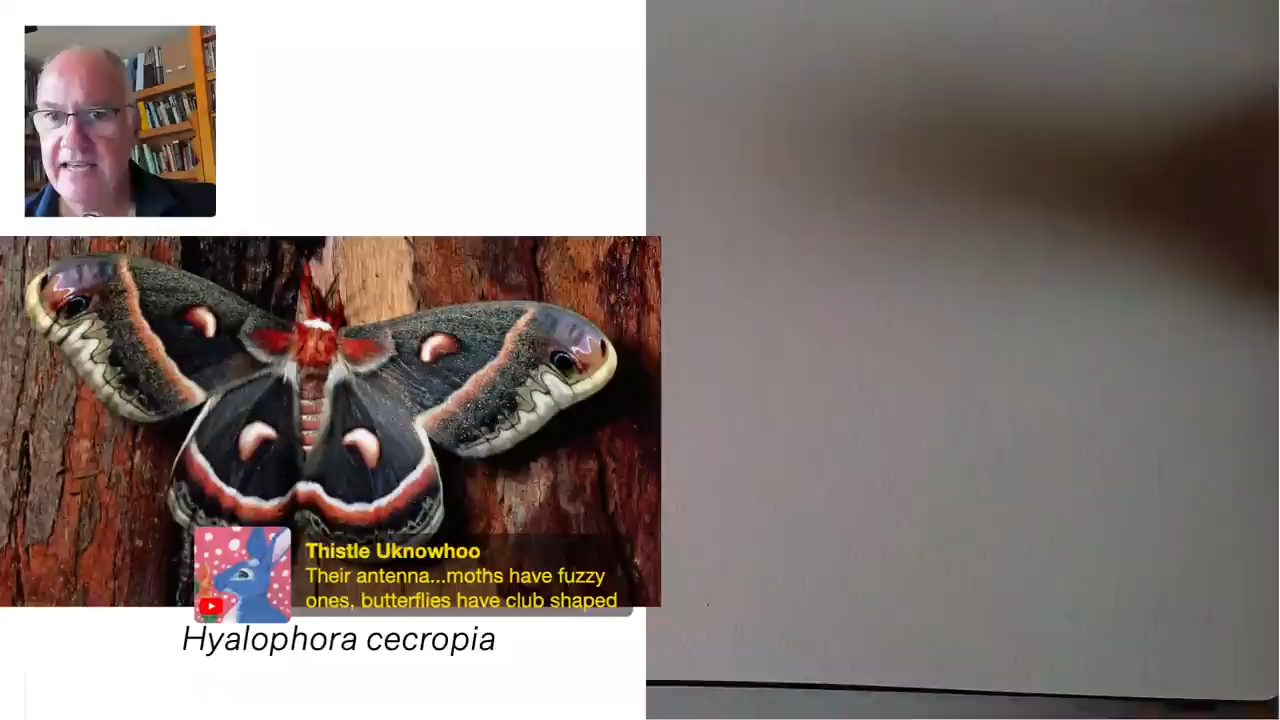 Thistle Uknowhoo
Their antenna...moths have fuzzy
ones, butterflies have club shaped
Hyalophora cecropia